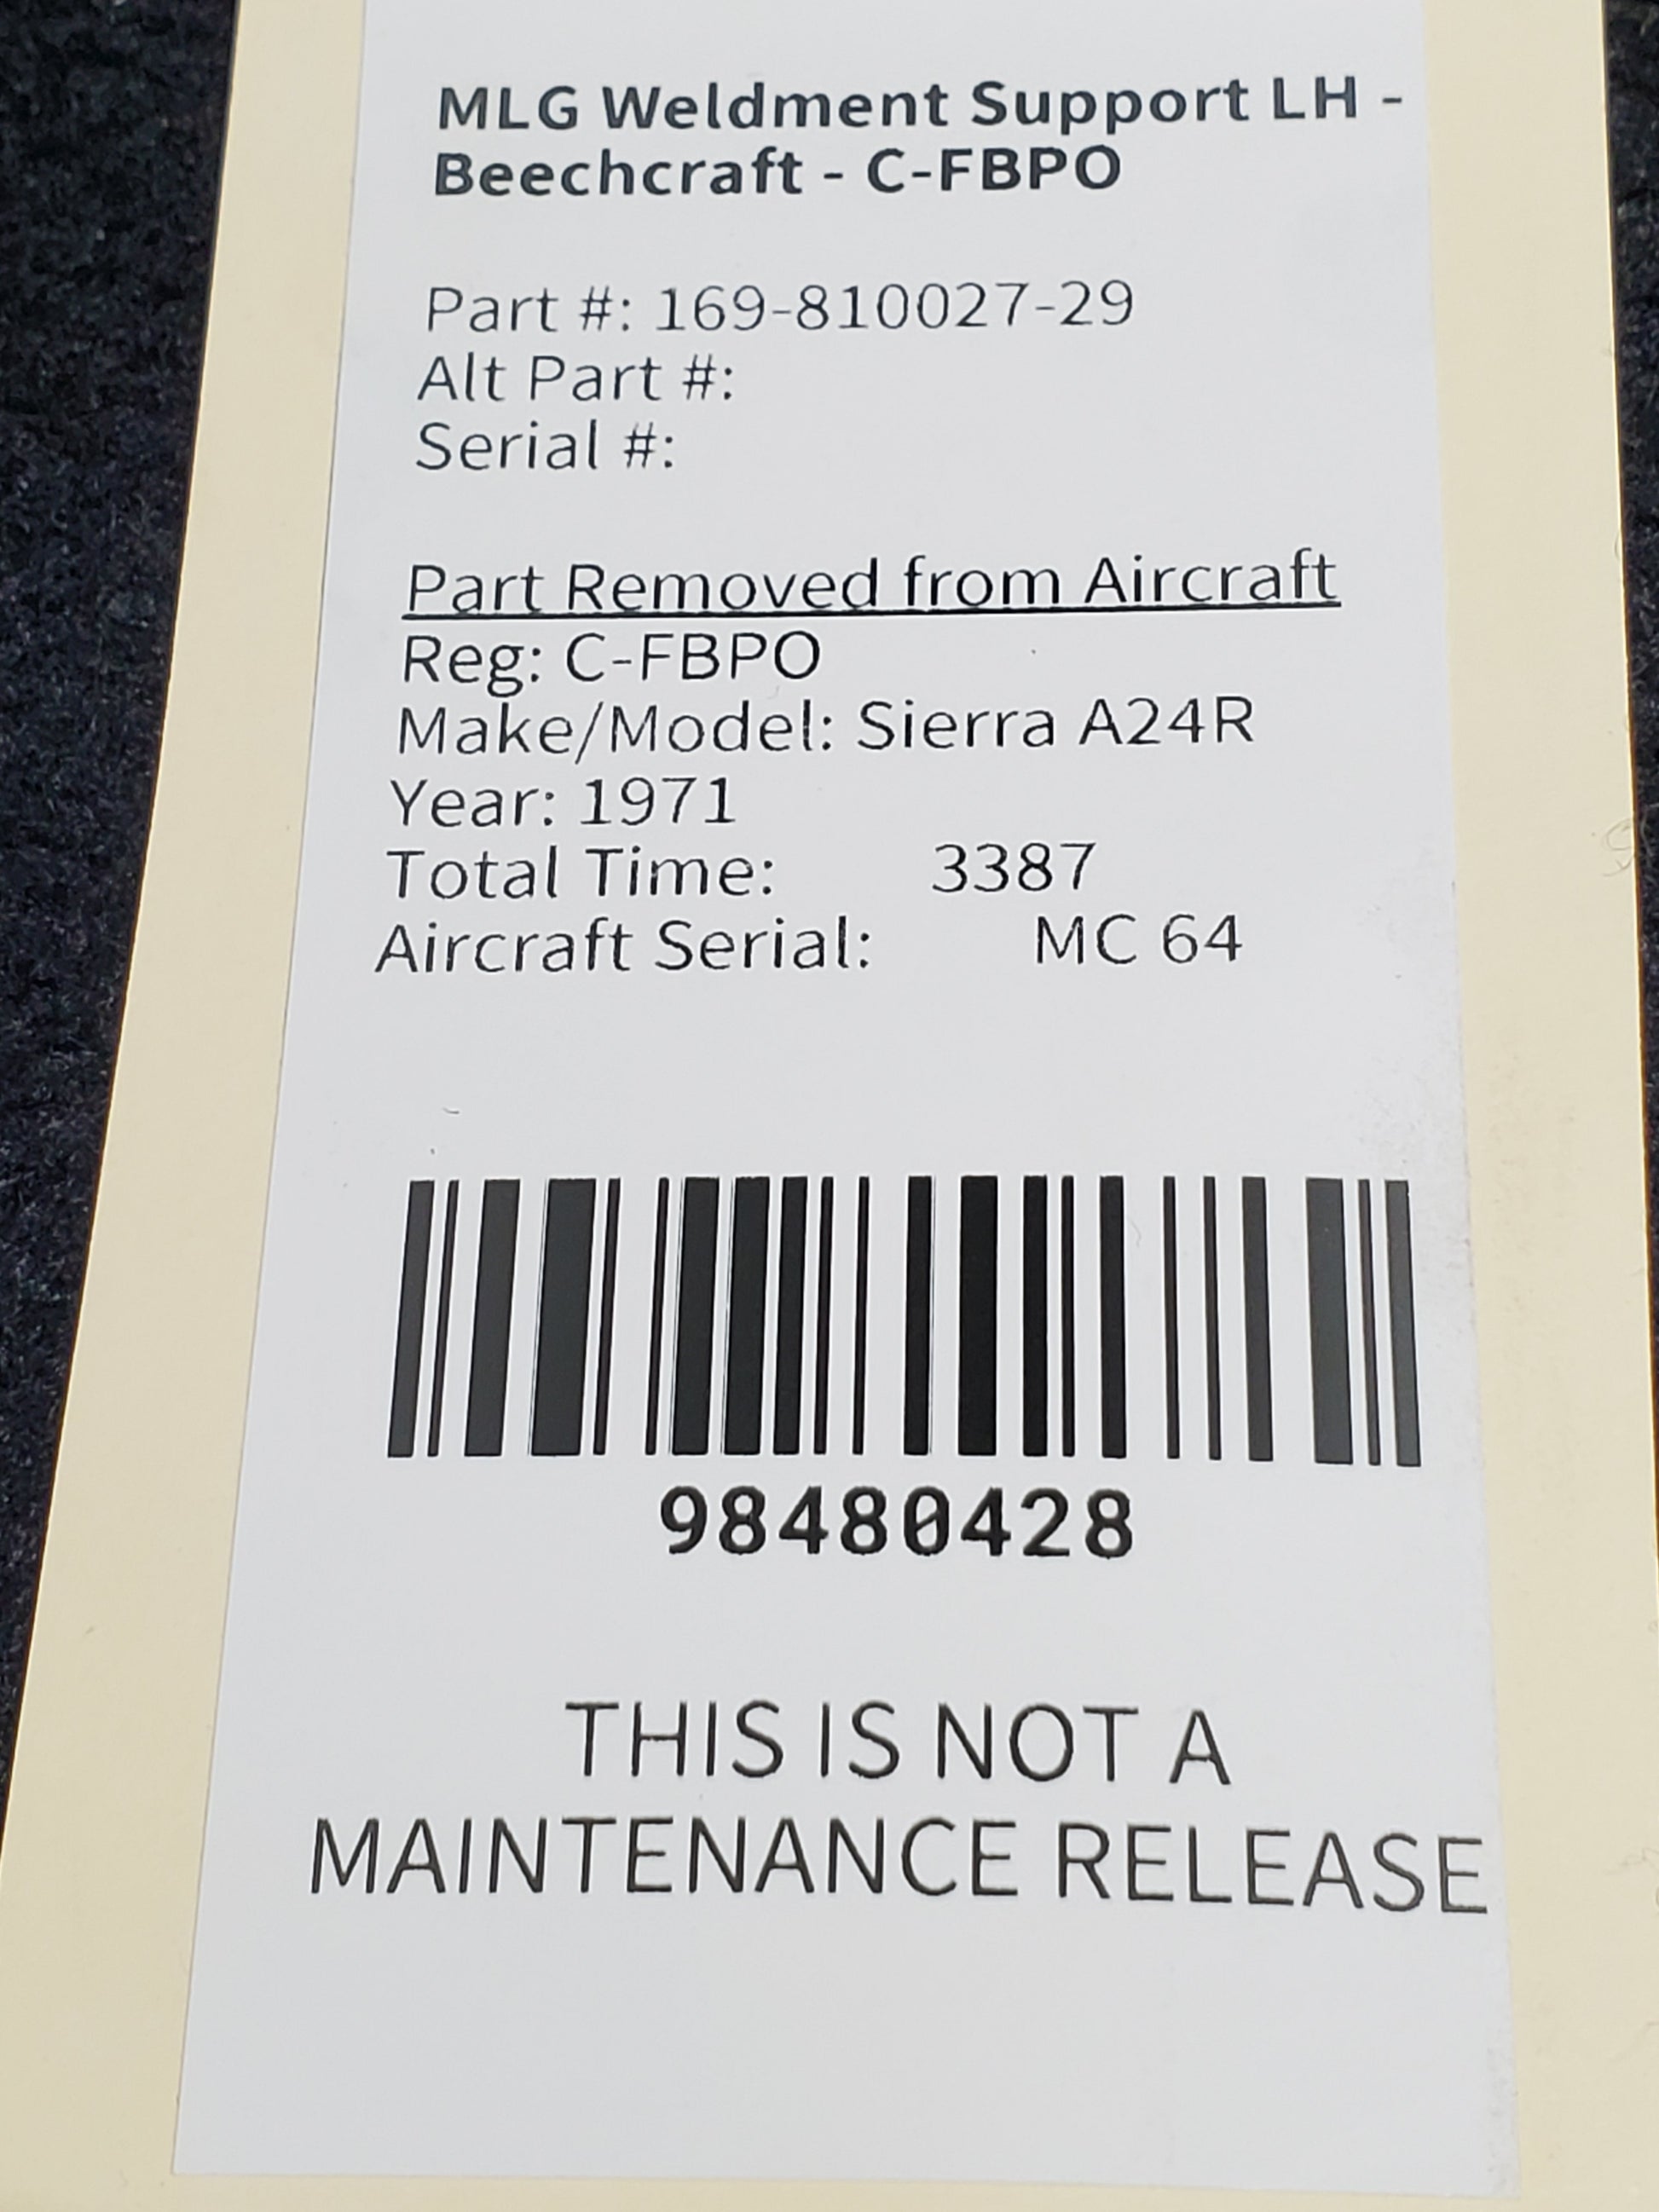 MLG Weldment Support LH -
Beechcraft - C-FBPO
Part #: 169-810027-29
Alt Part #:
Serial #:
Part Removed from Aircraft
Reg: C-FBPO
Make/Model: Sierra A24R
Year: 1971
Total Time: 3387
Aircraft Serial: MC 64
98480428
THIS IS NOT A
MAINTENANCE RELEASE